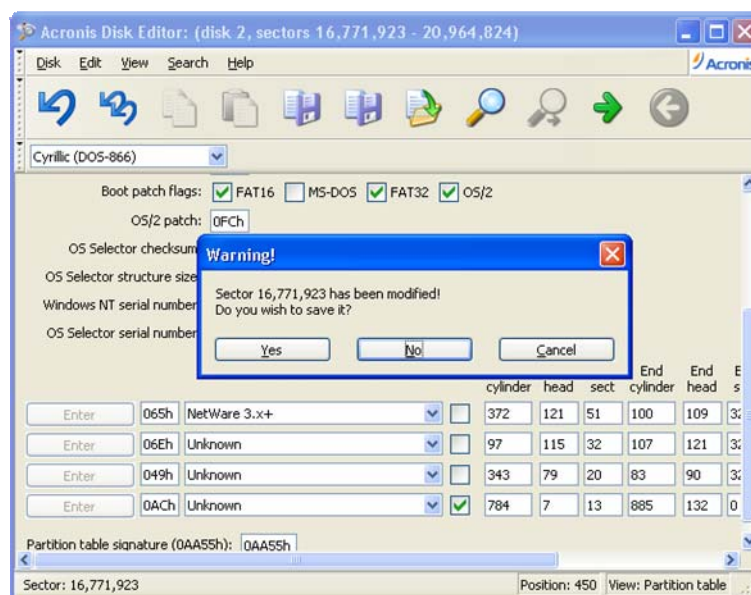 Acronis Disk Editor: (disk 2, sectors 16,771,923 - 20,964,824)
Disk Edit View Search Help
Acronis
Cyrillic (DOS-866)
Boot patch flags: FAT16 MS-DOS FAT32 OS/2
OS/2 patch: 0FCh
OS Selector checksum
OS Selector structure size
Windows NT serial number
OS Selector serial number
Warning!
Sector 16,771,923 has been modified!
Do you wish to save it?
Yes No Cancel
cylinder head sect End cylinder End head
Enter 065h NetWare 3.x+ 372 121 51 100 109 32
Enter 06Eh Unknown 97 115 32 107 121 32
Enter 049h Unknown 343 79 20 83 90 32
Enter 0ACh Unknown 784 7 13 885 132 0
Partition table signature (0AA55h): 0AA55h
Sector: 16,771,923 Position: 450 View: Partition table